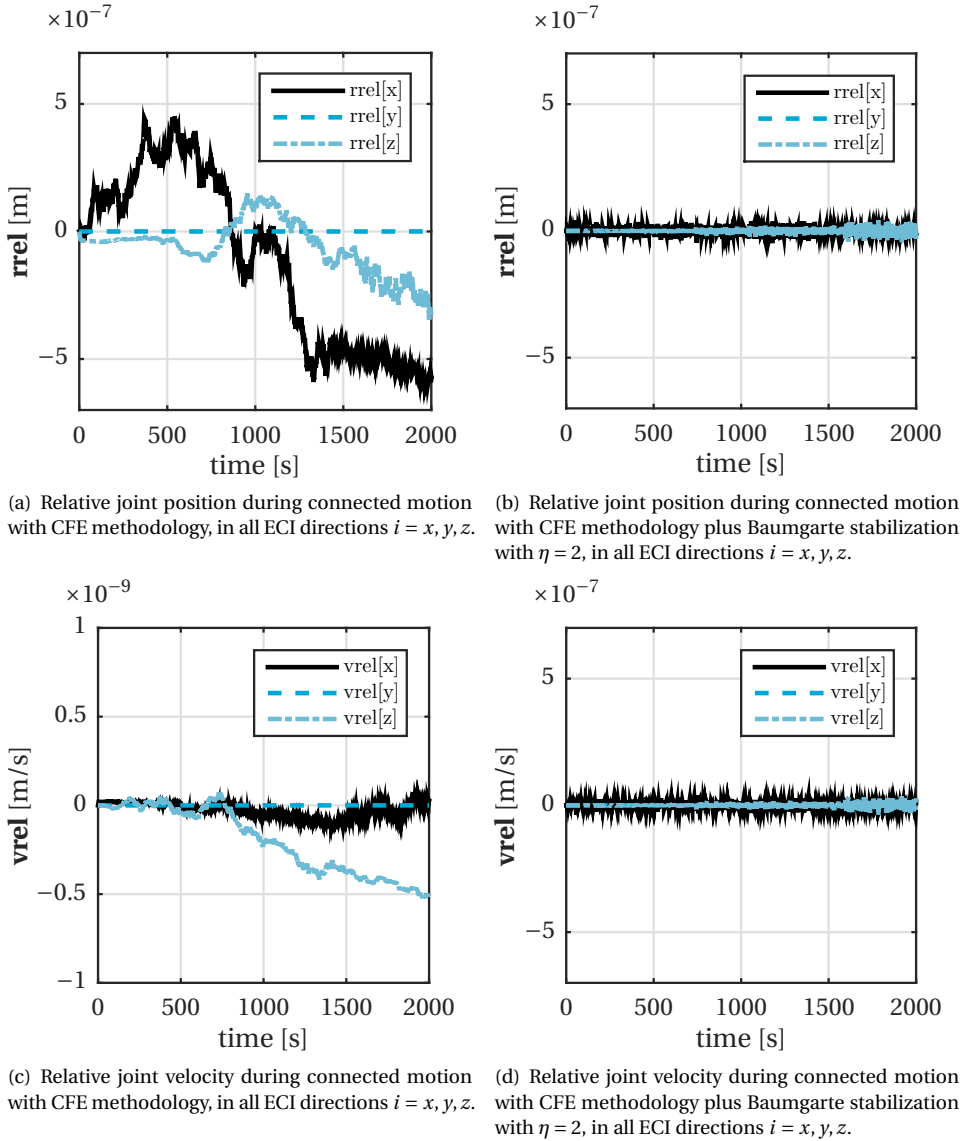 ×10−7
5
0
−5
rrel [m]
rrel[x]
rrel[y]
rrel[z]
0 500 1000 1500 2000
time [s]
(a) Relative joint position during connected motion
with CFE methodology, in all ECI directions i = x, y, z.
×10−7
5
0
−5
rrel [m]
rrel[x]
rrel[y]
rrel[z]
0 500 1000 1500 2000
time [s]
(b) Relative joint position during connected motion
with CFE methodology plus Baumgarte stabilization
with η = 2, in all ECI directions i = x, y, z.
×10−9
1
0.5
0
−0.5
−1
vrel [m/s]
vrel[x]
vrel[y]
vrel[z]
0 500 1000 1500 2000
time [s]
(c) Relative joint velocity during connected motion
with CFE methodology, in all ECI directions i = x, y, z.
×10−7
5
0
−5
vrel [m/s]
vrel[x]
vrel[y]
vrel[z]
0 500 1000 1500 2000
time [s]
(d) Relative joint velocity during connected motion
with CFE methodology plus Baumgarte stabilization
with η = 2, in all ECI directions i = x, y, z.